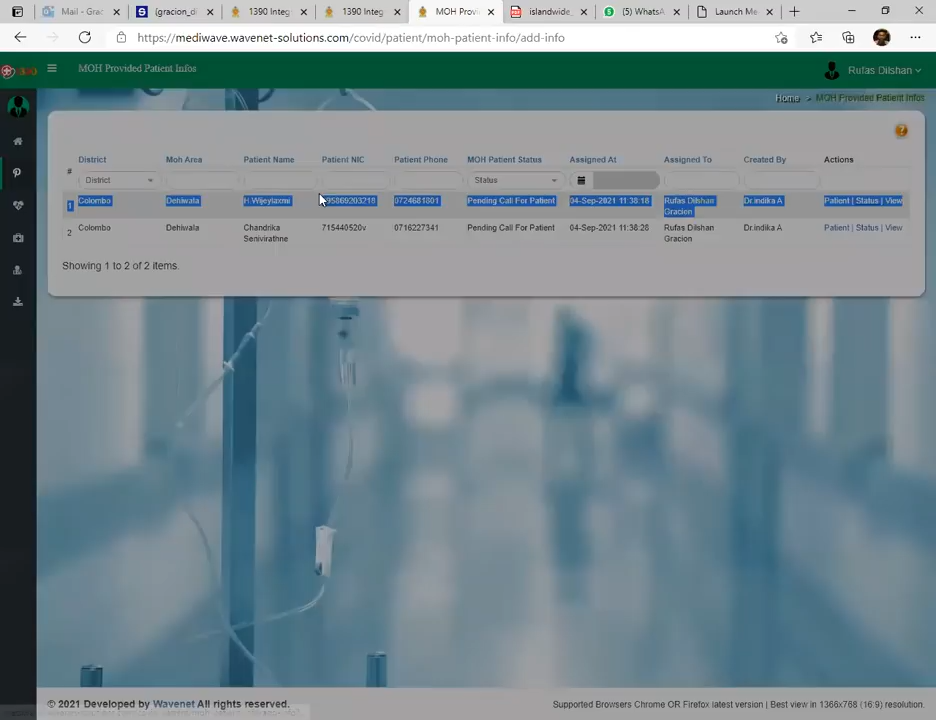 Mail - Grac
(gracion_di
1390 Integ
1390 Integ
MOH Provi
islandwide_
(5) WhatsA
Launch Me
https://mediwave.wavenet-solutions.com/covid/patient/moh-patient-info/add-info
MOH Provided Patient Infos
Rufas Dilshan
Home > MOH Provided Patient Infos
# District Moh Area Patient Name Patient NIC Patient Phone MOH Patient Status Assigned At Assigned To Created By Actions
District Status
1 Colombo Dehiwala H.Wijeylaxmi 0724681801 Pending Call For Patient 04-Sep-2021 11:38:18 Rufas Dilshan Dr.indika A Patient | Status | View
Gracion
2 Colombo Dehiwala Chandika 715440520v 0716227341 Pending Call For Patient 04-Sep-2021 11:38:28 Rufas Dilshan Dr.indika A Patient | Status | View
Senivirathne Gracion
Showing 1 to 2 of 2 items.
© 2021 Developed by Wavenet All rights reserved.
Supported Browsers Chrome OR Firefox latest version | Best view in 1366x768 (16:9) resolution.